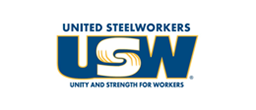 UNITED STEELWORKERS
USW®
UNITY AND STRENGTH FOR WORKERS